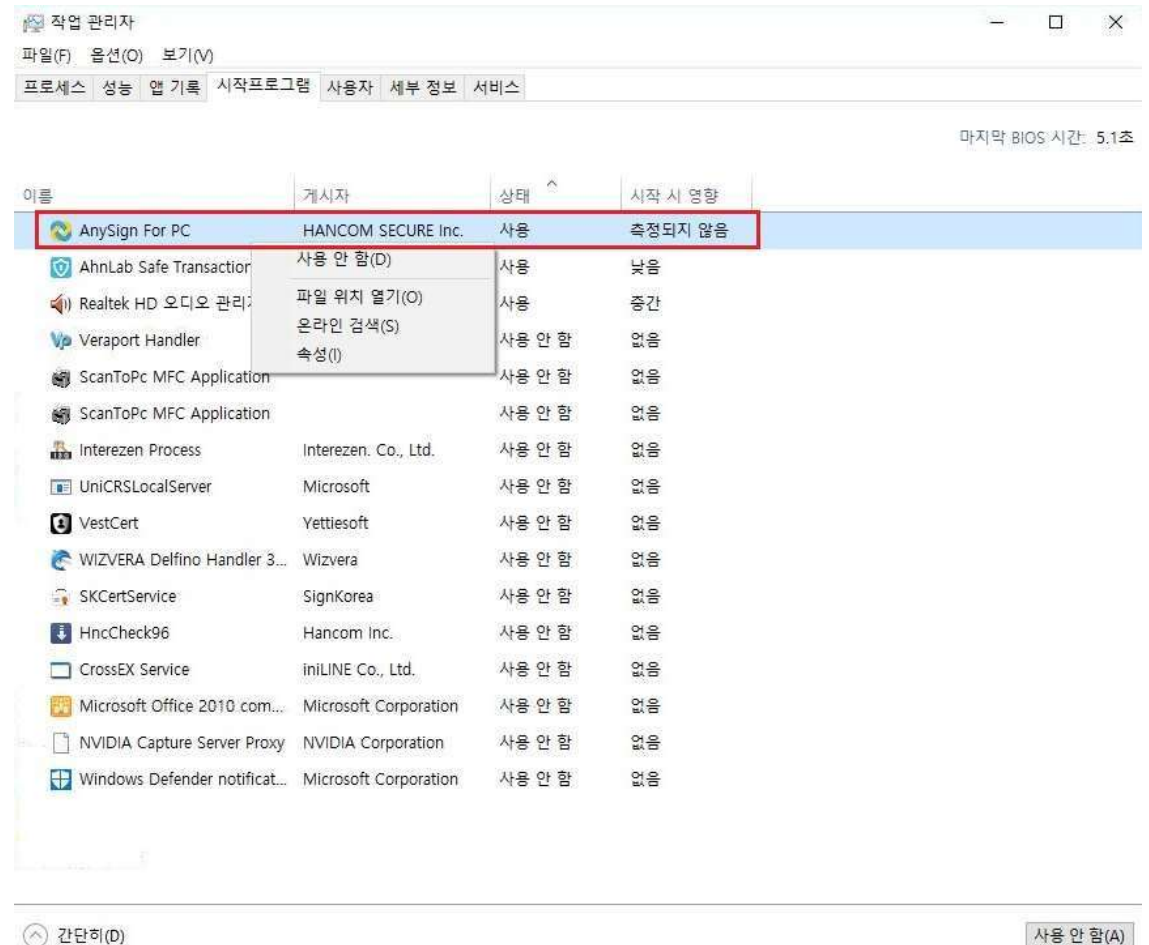 작업 관리자
파일(F) 옵션(O) 보기(V)
프로세스 성능 앱 기록 시작프로그램 사용자 세부 정보 서비스
마지막 BIOS 시간: 5.1초
이름 게시자 상태 시작 시 영향
AnySign For PC HANCOM SECURE Inc. 사용 측정되지 않음
사용 안 함(D)
AhnLab Safe Transaction 사용 낮음
파일 위치 열기(O)
Realtek HD 오디오 관리 사용 중간
온라인 검색(S)
Veraport Handler 사용 안 함 없음
속성(I)
ScanToPc MFC Application 사용 안 함 없음
ScanToPc MFC Application 사용 안 함 없음
Interezen Process Interezen. Co., Ltd. 사용 안 함 없음
UniCRSLocalServer Microsoft 사용 안 함 없음
VestCert Yettiesoft 사용 안 함 없음
WIZVERA Delfino Handler 3... Wizvera 사용 안 함 없음
SKCertService SignKorea 사용 안 함 없음
HncCheck96 Hancom Inc. 사용 안 함 없음
CrossEX Service iniLINE Co., Ltd. 사용 안 함 없음
Microsoft Office 2010 com... Microsoft Corporation 사용 안 함 없음
NVIDIA Capture Server Proxy NVIDIA Corporation 사용 안 함 없음
Windows Defender notificat... Microsoft Corporation 사용 안 함 없음
간단히(D) 사용 안 함(A)